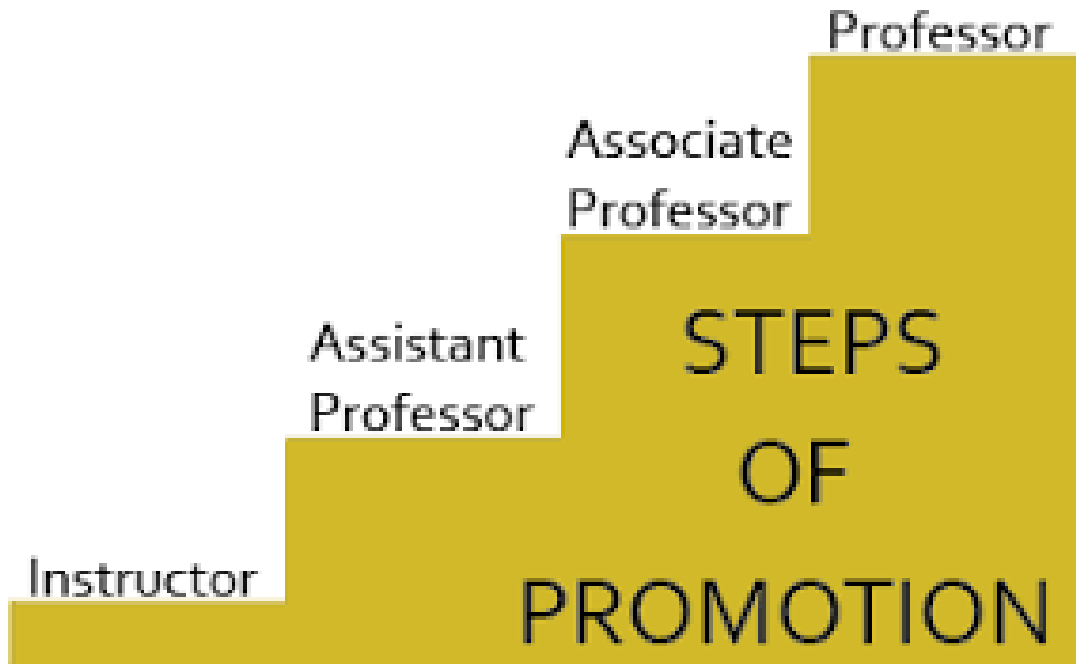 Professor
Associate
Professor
Assistant
Professor
Instructor
STEPS
OF
PROMOTION